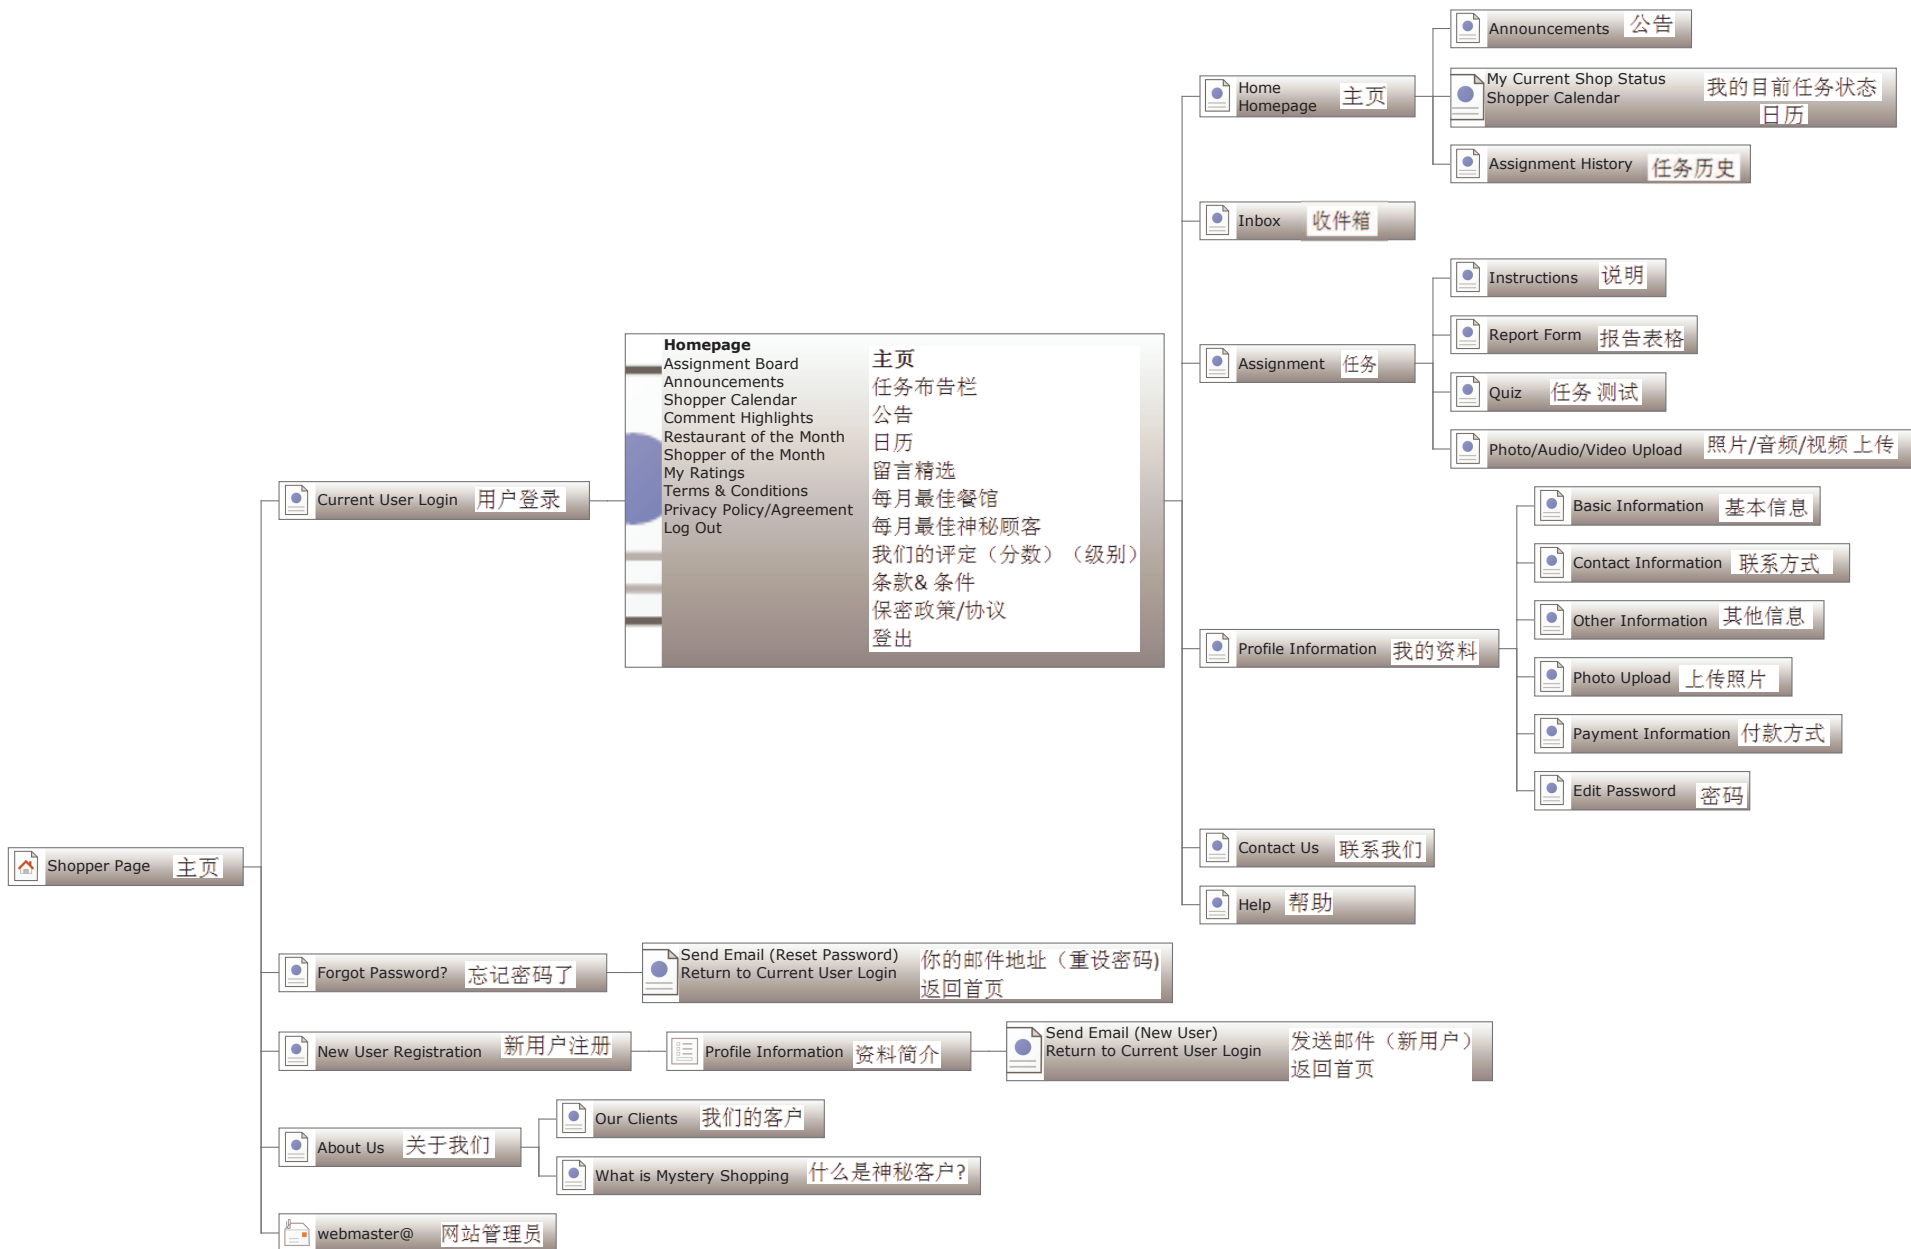 Shopper Page 主页
Current User Login 用户登录
Homepage
Assignment Board
Announcements
Shopper Calendar
Comment Highlights
Restaurant of the Month
Shopper of the Month
My Ratings
Terms & Conditions
Privacy Policy/Agreement
Log Out
主页
任务布告栏
公告
日历
留言精选
每月最佳餐馆
每月最佳神秘顾客
我们的评定（分数）（级别）
条款& 条件
保密政策/协议
登出
Home
Homepage
主页
Announcements 公告
My Current Shop Status
Shopper Calendar
我的目前任务状态
日历
Assignment History 任务历史
Inbox 收件箱
Assignment 任务
Instructions 说明
Report Form 报告表格
Quiz 任务 测试
Photo/Audio/Video Upload 照片/音频/视频 上传
Profile Information 我的资料
Basic Information 基本信息
Contact Information 联系方式
Other Information 其他信息
Photo Upload 上传照片
Payment Information 付款方式
Edit Password 密码
Contact Us 联系我们
Help 帮助
Forgot Password? 忘记密码了
Send Email (Reset Password)
Return to Current User Login
你的邮件地址（重设密码)
返回首页
New User Registration 新用户注册
Profile Information 资料简介
Send Email (New User)
Return to Current User Login
发送邮件（新用户）
返回首页
About Us 关于我们
Our Clients 我们的客户
What is Mystery Shopping 什么是神秘客户?
webmaster@ 网站管理员